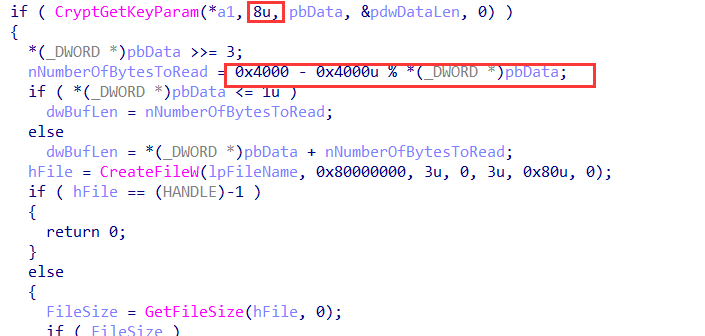 if ( CryptGetKeyParam(*a1, 8u, pbData, &pdwDataLen, 0) )
{
*(_DWORD *)pbData >>= 3;
nNumberOfBytesToRead = 0x4000 - 0x4000u % *(_DWORD *)pbData;
if ( *(_DWORD *)pbData <= 1u )
dwBufLen = nNumberOfBytesToRead;
else
dwBufLen = *(_DWORD *)pbData + nNumberOfBytesToRead;
hFile = CreateFileW(lpFileName, 0x80000000, 3u, 0, 3u, 0x80u, 0);
if ( hFile == (HANDLE)-1 )
{
return 0;
}
else
{
FileSize = GetFileSize(hFile, 0);
if ( FileSize )